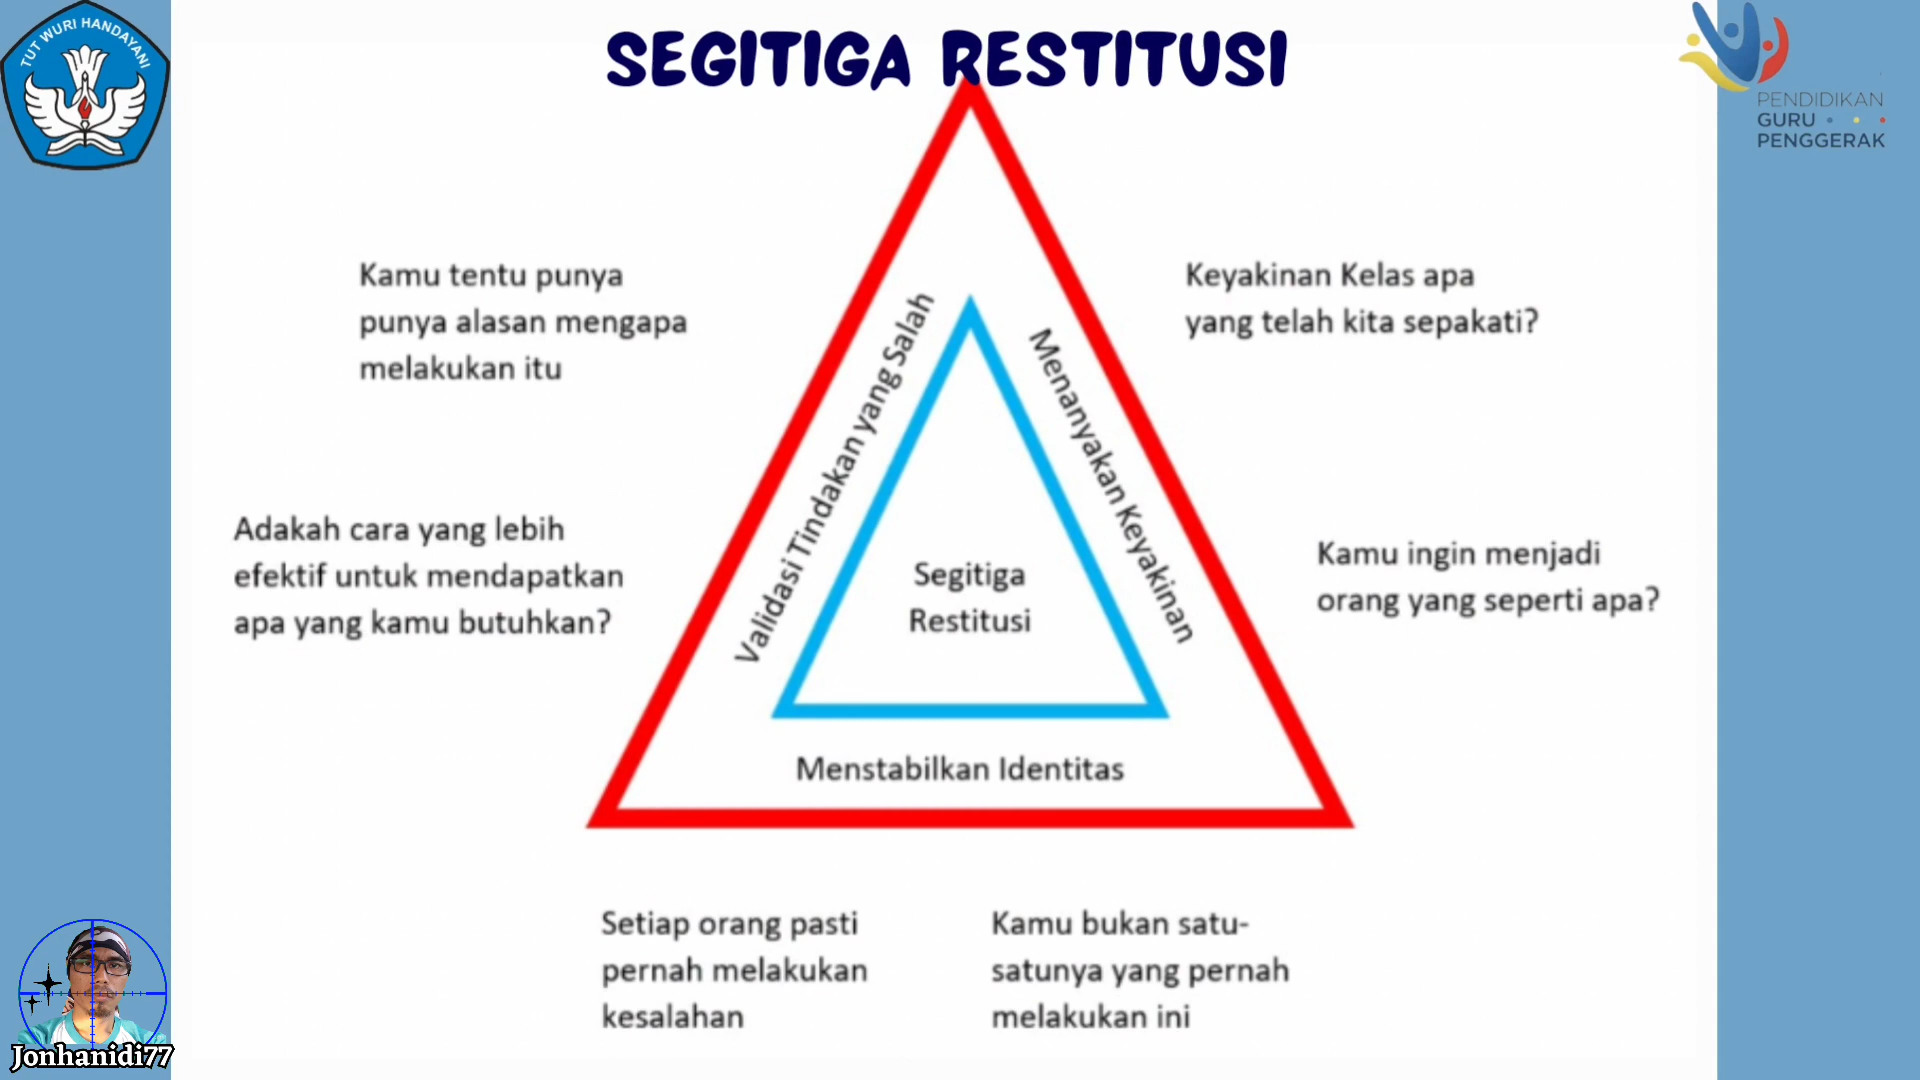 TUT WURI HANDAYANI
SEGITIGA RESTITUSI
PENDIDIKAN
GURU
PENGGERAK
Kamu tentu punya
punya alasan mengapa
melakukan itu
Keyakinan Kelas apa
yang telah kita sepakati?
Validasi Tindakan yang Salah
Menanyakan Keyakinan
Adakah cara yang lebih
efektif untuk mendapatkan
apa yang kamu butuhkan?
Segitiga
Restitusi
Kamu ingin menjadi
orang yang seperti apa?
Menstabilkan Identitas
Setiap orang pasti
pernah melakukan
kesalahan
Kamu bukan satu-
satunya yang pernah
melakukan ini
Jonhanidi77